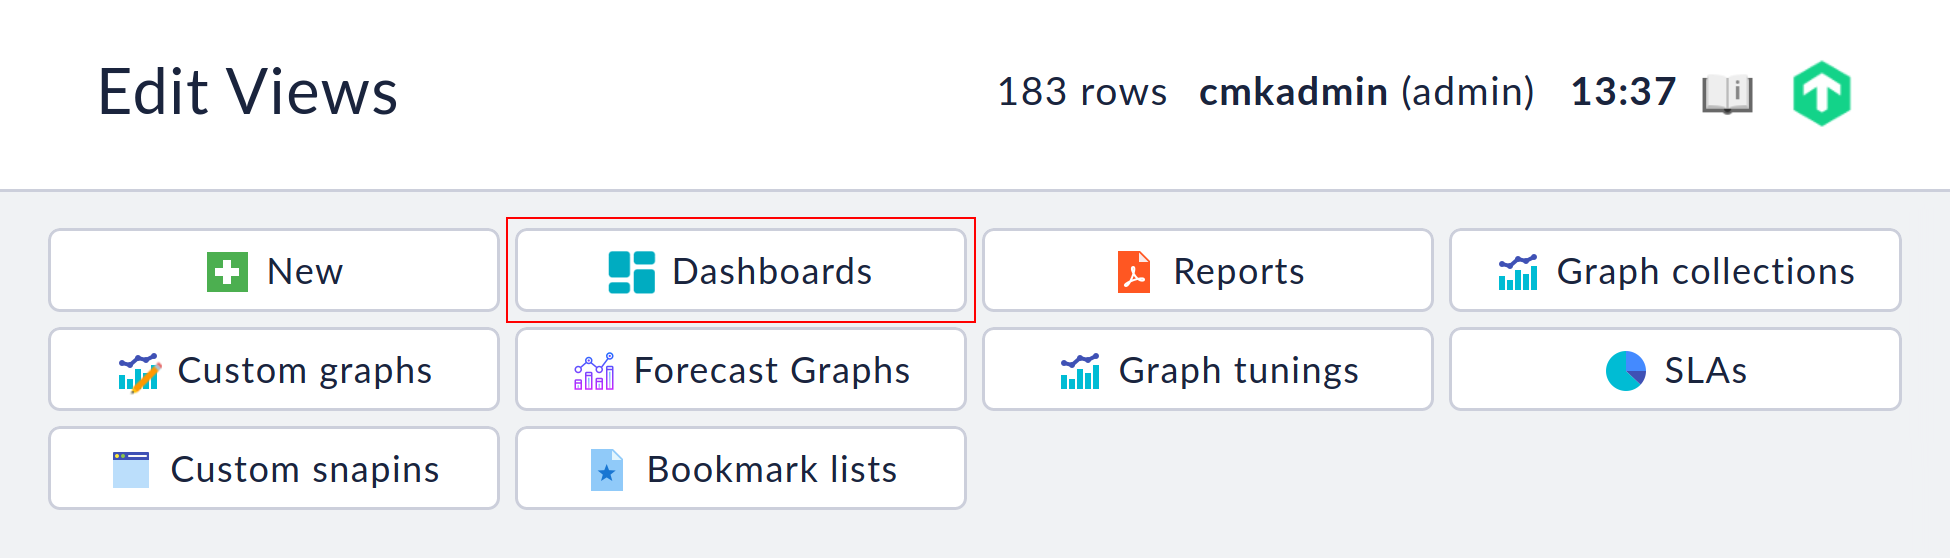 Edit Views
183 rows cmkadmin (admin) 13:37
New
Dashboards
Reports
Graph collections
Custom graphs
Forecast Graphs
Graph tunings
SLAs
Custom snapins
Bookmark lists